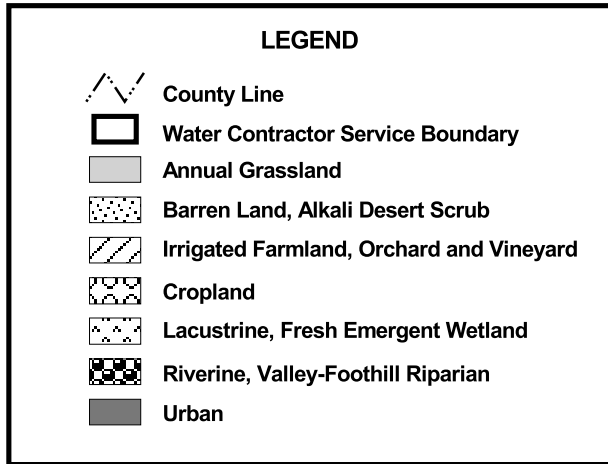 LEGEND
County Line
Water Contractor Service Boundary
Annual Grassland
Barren Land, Alkali Desert Scrub
Irrigated Farmland, Orchard and Vineyard
Cropland
Lacustrine, Fresh Emergent Wetland
Riverine, Valley-Foothill Riparian
Urban